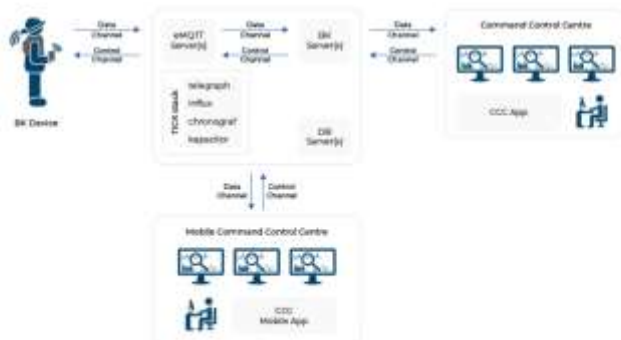 Data
Channel
Control
Channel
BK Device
eMQTT
Server(s)
Data
Channel
Control
Channel
BK
Server(s)
TICK stack
telegraph
influx
chronograf
kapacitor
DB
Server(s)
Data
Channel
Control
Channel
Command Control Centre
CCC App
Data
Channel
Control
Channel
Mobile Command Control Centre
CCC
Mobile App